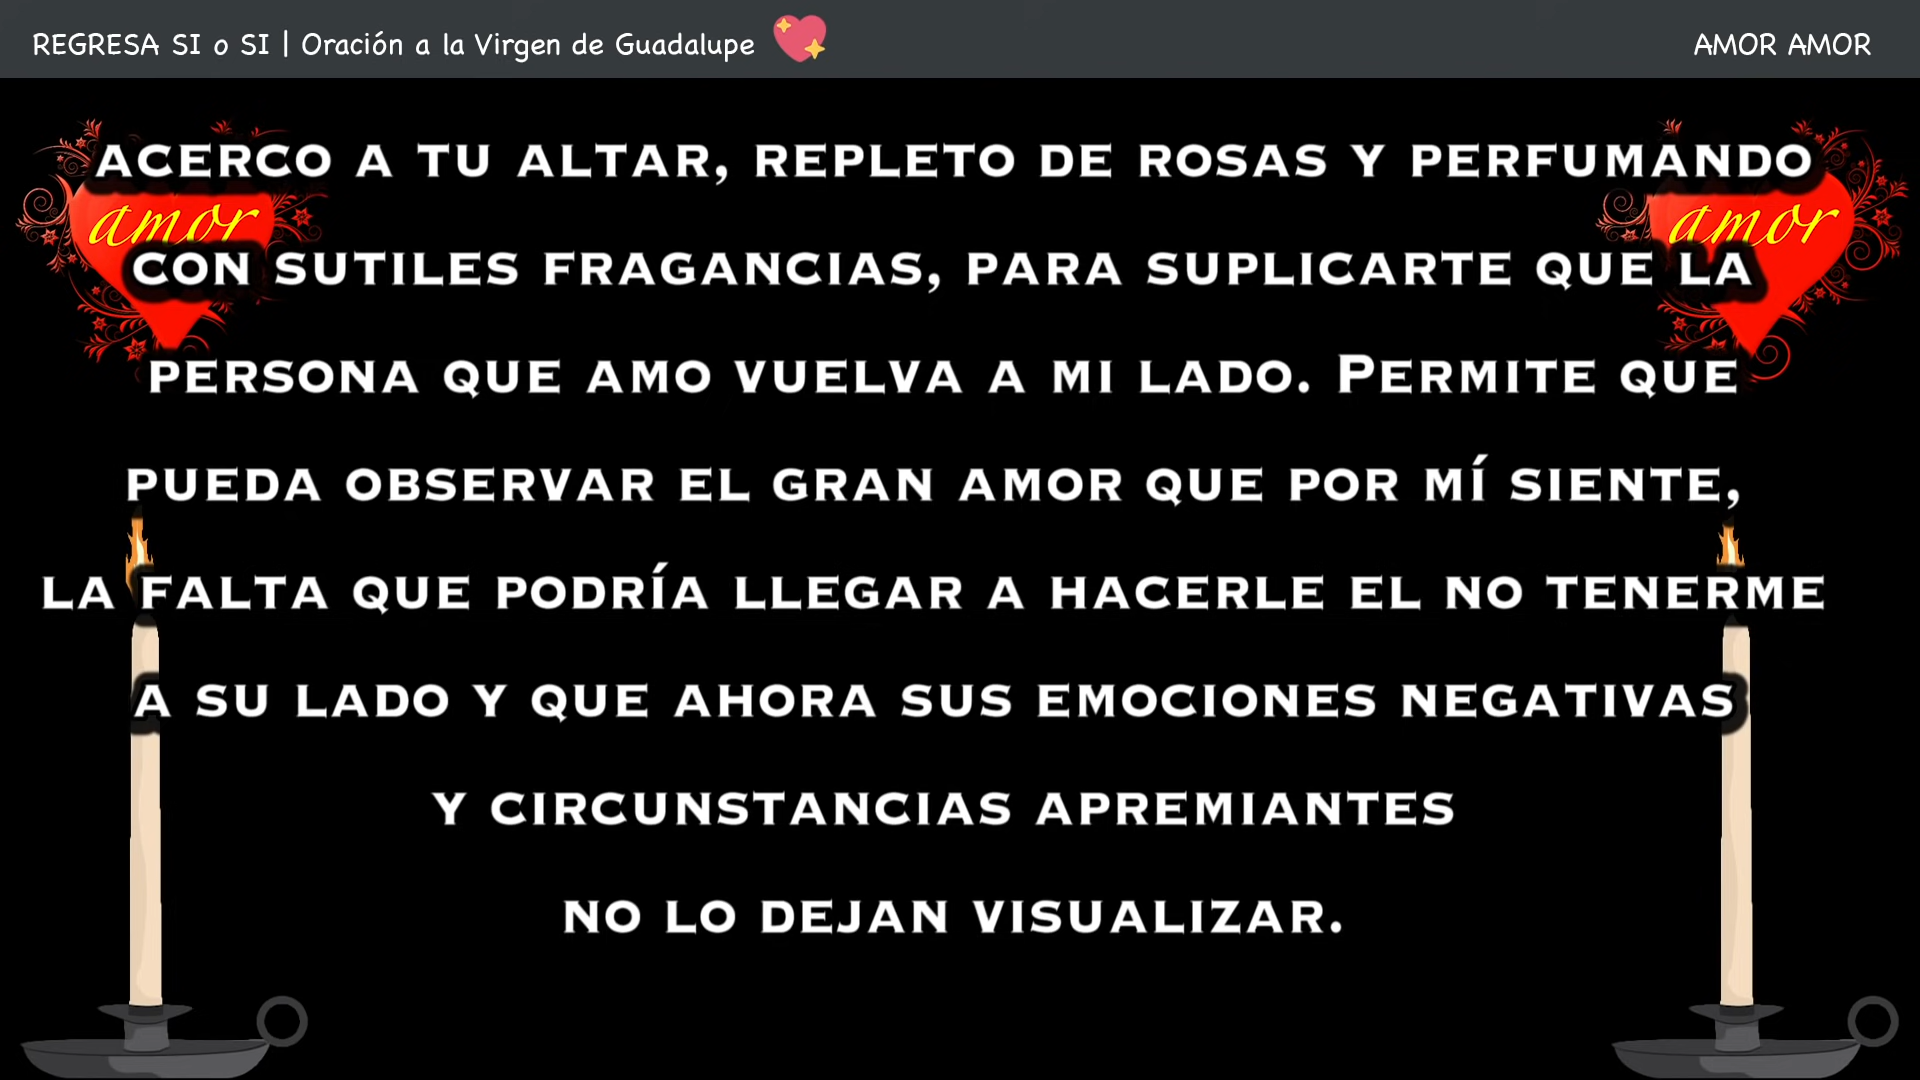 REGRESA SI o SI | Oración a la Virgen de Guadalupe 💖 AMOR AMOR
ACERCO A TU ALTAR, REPLETO DE ROSAS Y PERFUMANDO
amor amor
CON SUTILES FRAGANCIAS, PARA SUPLICARTE QUE LA
PERSONA QUE AMO VUELVA A MI LADO. PERMITE QUE
PUEDA OBSERVAR EL GRAN AMOR QUE POR MÍ SIENTE,
LA FALTA QUE PODRÍA LLEGAR A HACERLE EL NO TENERME
A SU LADO Y QUE AHORA SUS EMOCIONES NEGATIVAS
Y CIRCUNSTANCIAS APREMIANTES
NO LO DEJAN VISUALIZAR.